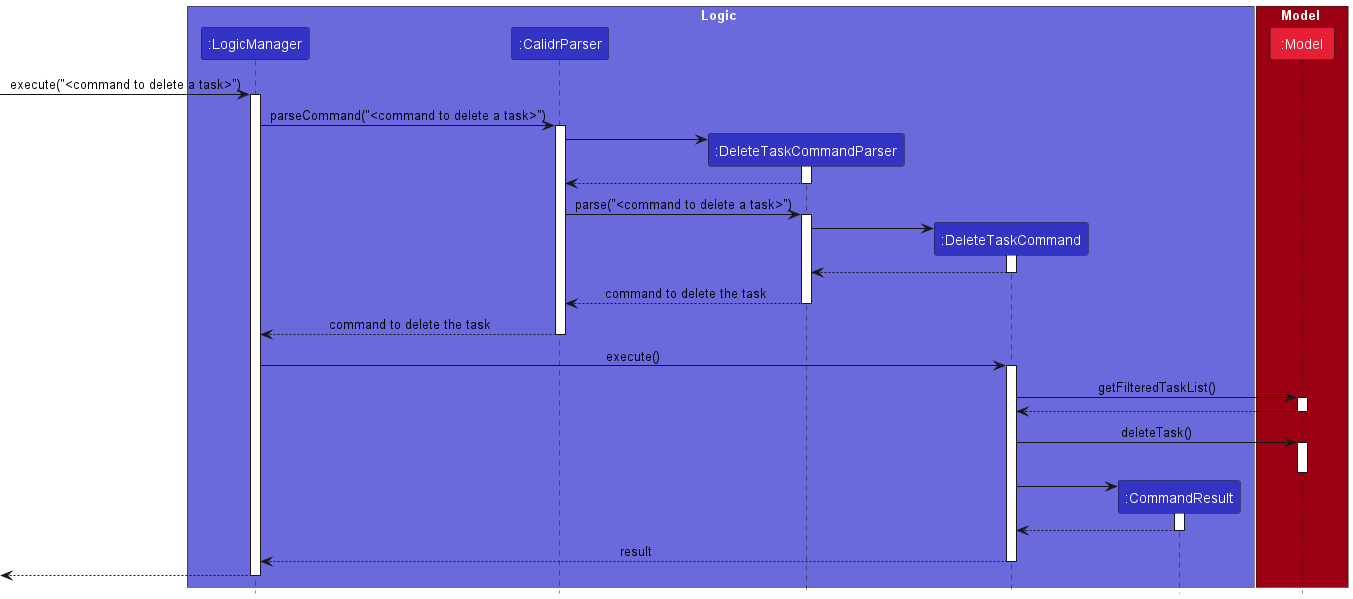 Logic
Model
:LogicManager
:CalidrParser
:Model
execute("<command to delete a task>")
parseCommand("<command to delete a task>")
:DeleteTaskCommandParser
parse("<command to delete a task>")
:DeleteTaskCommand
command to delete the task
command to delete the task
execute()
getFilteredTaskList()
deleteTask()
:CommandResult
result